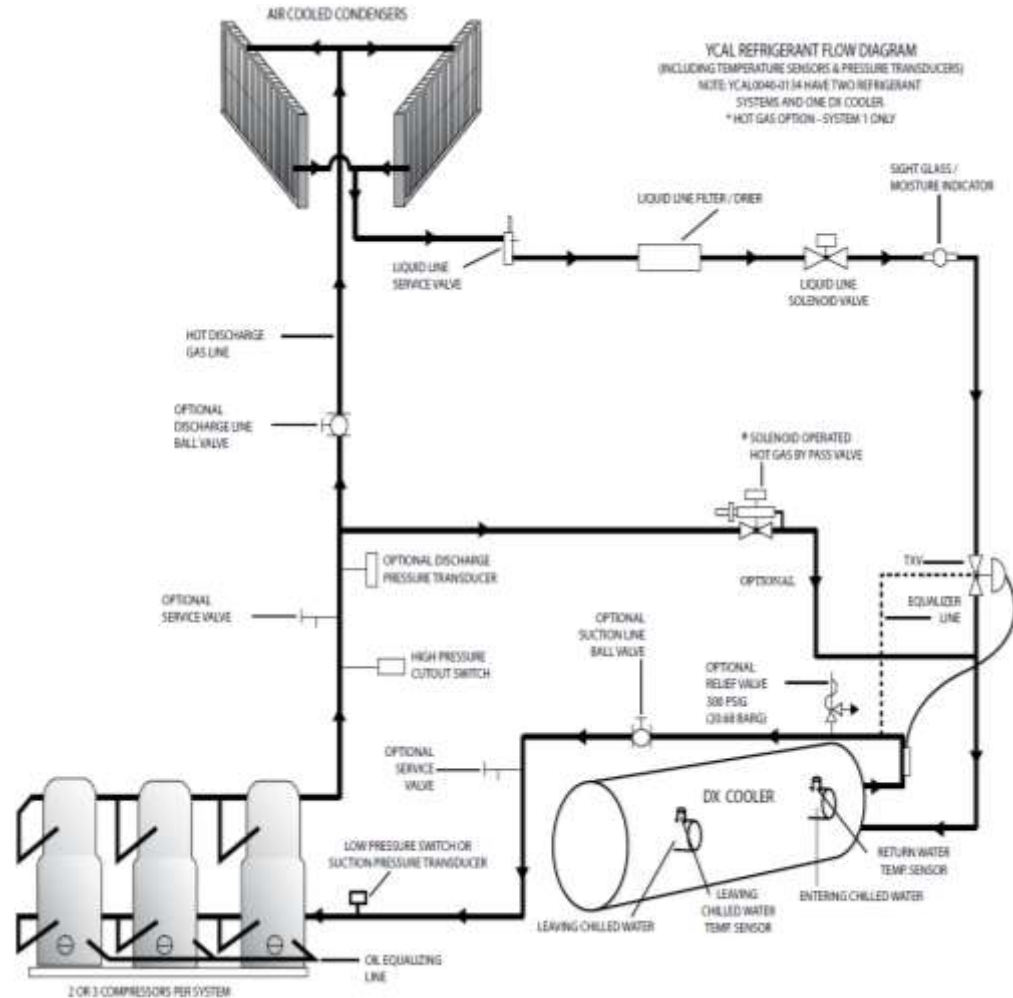 AIR COOLED CONDENSERS
YCAL REFRIGERANT FLOW DIAGRAM
(INCLUDING TEMPERATURE SENSORS & PRESSURE TRANSDUCERS)
NOTE: YCAL0040-0134 HAVE TWO REFRIGERANT
SYSTEMS AND ONE DX COOLER.
* HOT GAS OPTION - SYSTEM 1 ONLY
SIGHT GLASS /
MOISTURE INDICATOR
LIQUID LINE FILTER / DRIER
LIQUID LINE
SERVICE VALVE
LIQUID LINE
SOLENOID VALVE
HOT DISCHARGE
GAS LINE
OPTIONAL
DISCHARGE LINE
BALL VALVE
* SOLENOID OPERATED
HOT GAS BY PASS VALVE
OPTIONAL DISCHARGE
PRESSURE TRANSDUCER
OPTIONAL
TXV
OPTIONAL
SERVICE VALVE
EQUALIZER
LINE
OPTIONAL
SUCTION LINE
BALL VALVE
HIGH PRESSURE
CUTOUT SWITCH
OPTIONAL
RELIEF VALVE
300 PSIG
(20.68 BARG)
OPTIONAL
SERVICE
VALVE
DX COOLER
LOW PRESSURE SWITCH OR
SUCTION PRESSURE TRANSDUCER
RETURN WATER
TEMP. SENSOR
ENTERING CHILLED WATER
LEAVING
CHILLED WATER
TEMP. SENSOR
LEAVING CHILLED WATER
OIL EQUALIZING
LINE
2 OR 3 COMPRESSORS PER SYSTEM